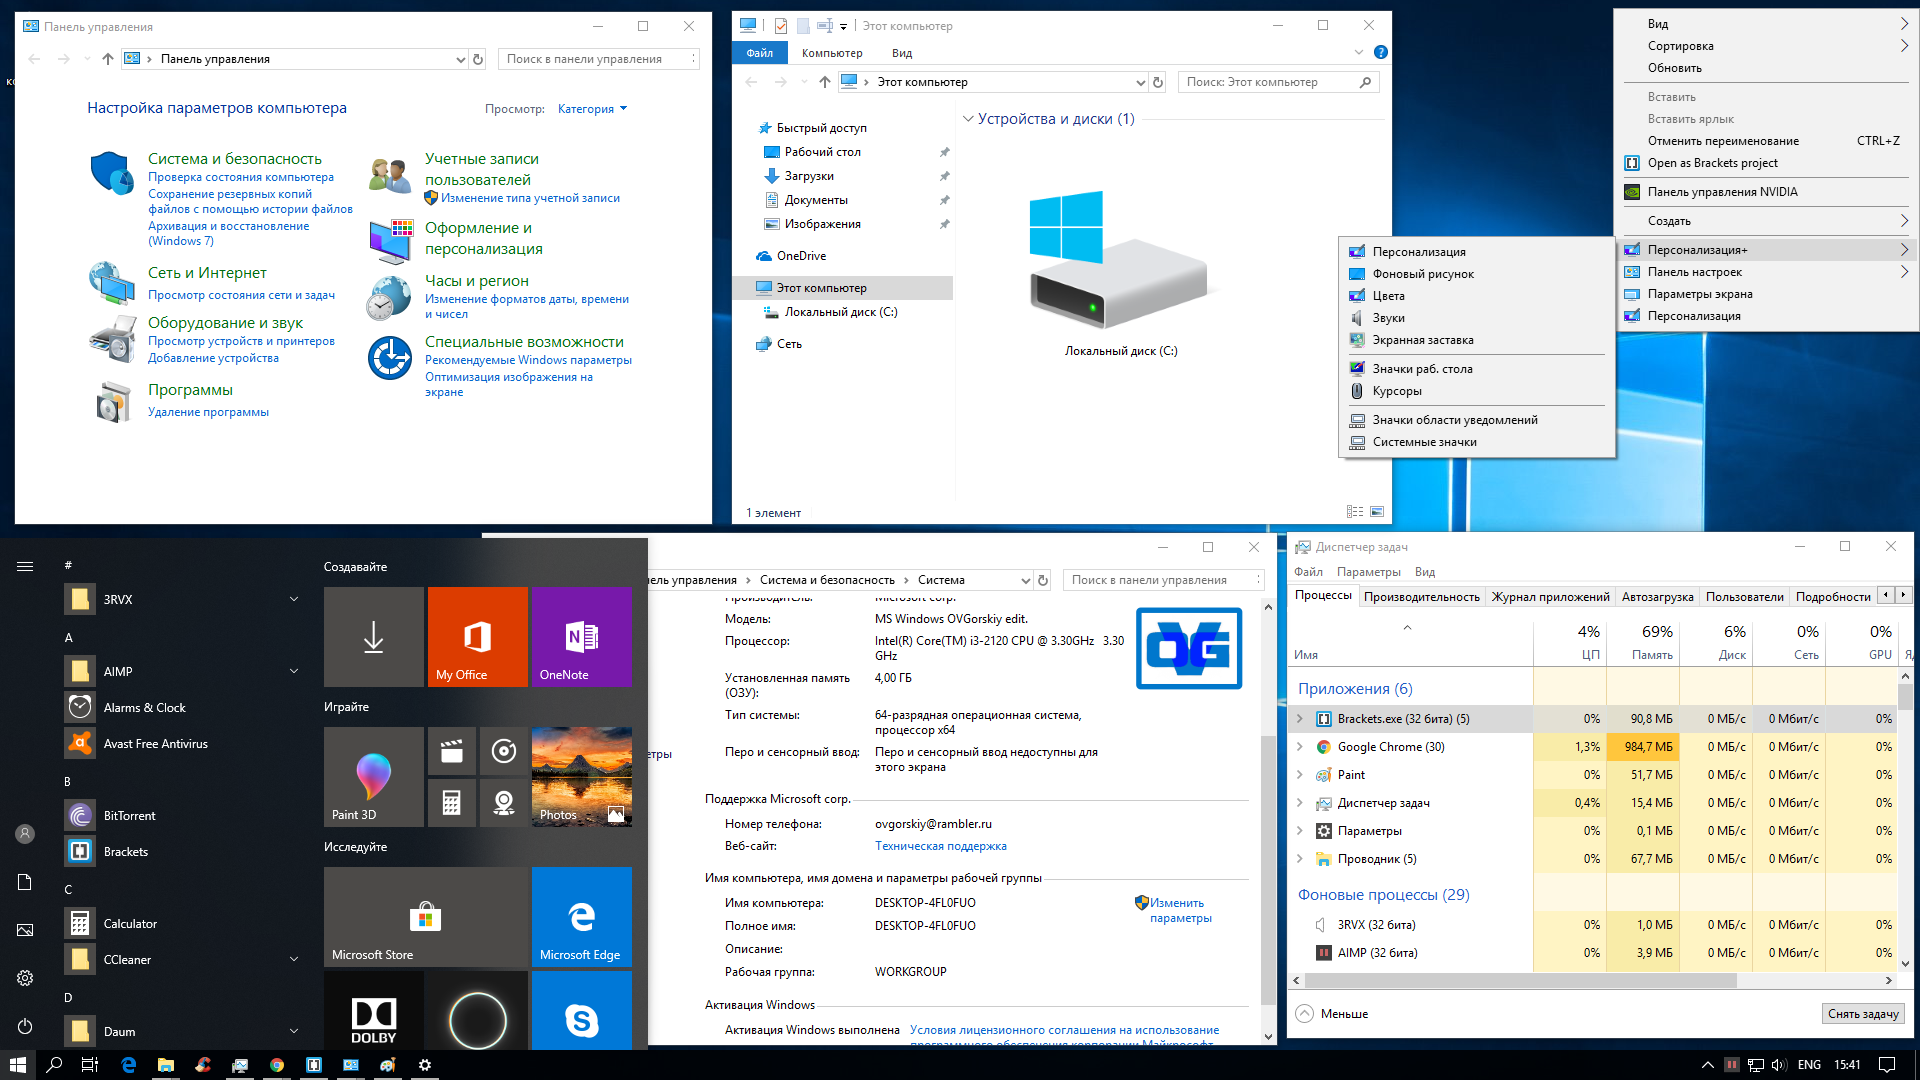 Панель управления
Панель управления
Поиск в панели управления
Настройка параметров компьютера
Просмотр:
Категория
Система и безопасность
Проверка состояния компьютера
Сохранение резервных копий
файлов с помощью истории файлов
Архивация и восстановление
(Windows 7)
Сеть и Интернет
Просмотр состояния сети и задач
Оборудование и звук
Просмотр устройств и принтеров
Добавление устройства
Программы
Удаление программы
Учетные записи
пользователей
Изменение типа учетной записи
Оформление и
персонализация
Часы и регион
Изменение форматов даты, времени
и чисел
Специальные возможности
Рекомендуемые Windows параметры
Оптимизация изображения на
экране
Этот компьютер
Файл
Компьютер
Вид
Этот компьютер
Поиск: Этот компьютер
Быстрый доступ
Рабочий стол
Загрузки
Документы
Изображения
OneDrive
Этот компьютер
Локальный диск (C:)
Сеть
Устройства и диски (1)
Локальный диск (C:)
1 элемент
Вид
Сортировка
Обновить
Вставить
Вставить ярлык
Отменить переименование CTRL+Z
Open as Brackets project
Панель управления NVIDIA
Создать
Персонализация+
Панель настроек
Параметры экрана
Персонализация
Персонализация
Фоновый рисунок
Цвета
Звуки
Экранная заставка
Значки раб. стола
Курсоры
Значки области уведомлений
Системные значки
#
3RVX
A
AIMP
Alarms & Clock
Avast Free Antivirus
B
BitTorrent
Brackets
C
Calculator
CCleaner
D
Daum
Создавайте
My Office
OneNote
Играйте
Paint 3D
Photos
Исследуйте
Microsoft Store
Microsoft Edge
DOLBY
нель управления
Система и безопасность
Система
Поиск в панели управления
Производитель: Microsoft Corp.
Модель: MS Windows OVGorskiy edit.
Процессор: Intel(R) Core(TM) i3-2120 CPU @ 3.30GHz 3.30
GHz
OVG
Установленная память 4,00 ГБ
(ОЗУ):
Тип системы: 64-разрядная операционная система,
процессор x64
Перо и сенсорный ввод: Перо и сенсорный ввод недоступны для
этого экрана
етры
Поддержка Microsoft corp.
Номер телефона: ovgorskiy@rambler.ru
Веб-сайт: Техническая поддержка
Имя компьютера, имя домена и параметры рабочей группы
Имя компьютера: DESKTOP-4FL0FUO
Изменить
параметры
Полное имя: DESKTOP-4FL0FUO
Описание:
Рабочая группа: WORKGROUP
Активация Windows
Активация Windows выполнена Условия лицензионного соглашения на использование
программного обеспечения корпорации Майкрософт
Диспетчер задач
Файл
Параметры
Вид
Процессы
Производительность
Журнал приложений
Автозагрузка
Пользователи
Подробности
4% 69% 6% 0% 0%
Имя ЦП Память Диск Сеть GPU Яд
Приложения (6)
Brackets.exe (32 бита) (5) 0% 90,8 МБ 0 МБ/с 0 Мбит/с 0%
Google Chrome (30) 1,3% 984,7 МБ 0 МБ/с 0 Мбит/с 0%
Paint 0% 51,7 МБ 0 МБ/с 0 Мбит/с 0%
Диспетчер задач 0,4% 15,4 МБ 0 МБ/с 0 Мбит/с 0%
Параметры 0% 0,1 МБ 0 МБ/с 0 Мбит/с 0%
Проводник (5) 0% 67,7 МБ 0 МБ/с 0 Мбит/с 0%
Фоновые процессы (29)
3RVX (32 бита) 0% 1,0 МБ 0 МБ/с 0 Мбит/с 0%
AIMP (32 бита) 0% 3,9 МБ 0 МБ/с 0 Мбит/с 0%
Меньше
Снять задачу
ENG
15:41